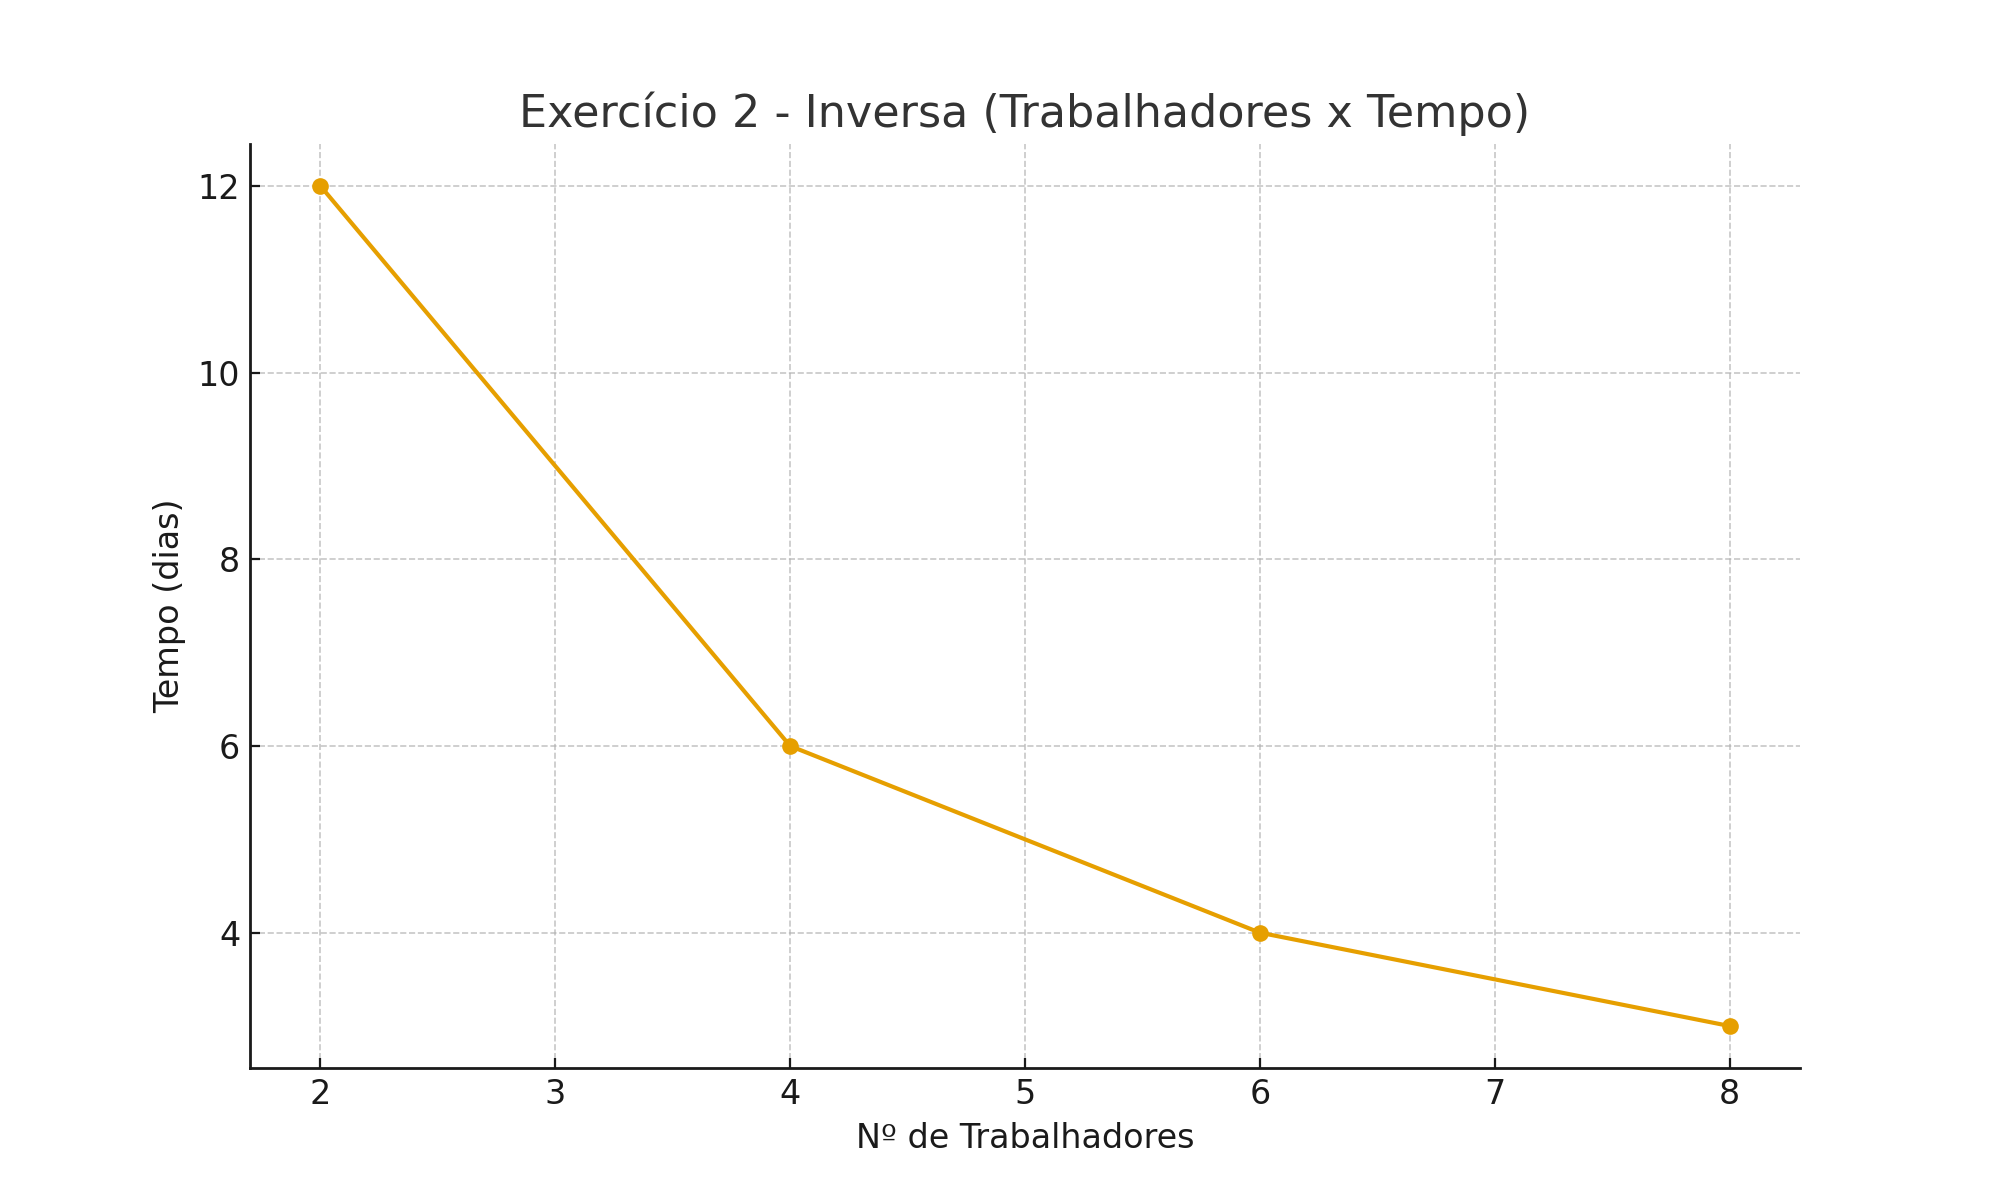 Exercício 2 - Inversa (Trabalhadores x Tempo)
12
10
8
6
4
Tempo (dias)
2 3 4 5 6 7 8
Nº de Trabalhadores